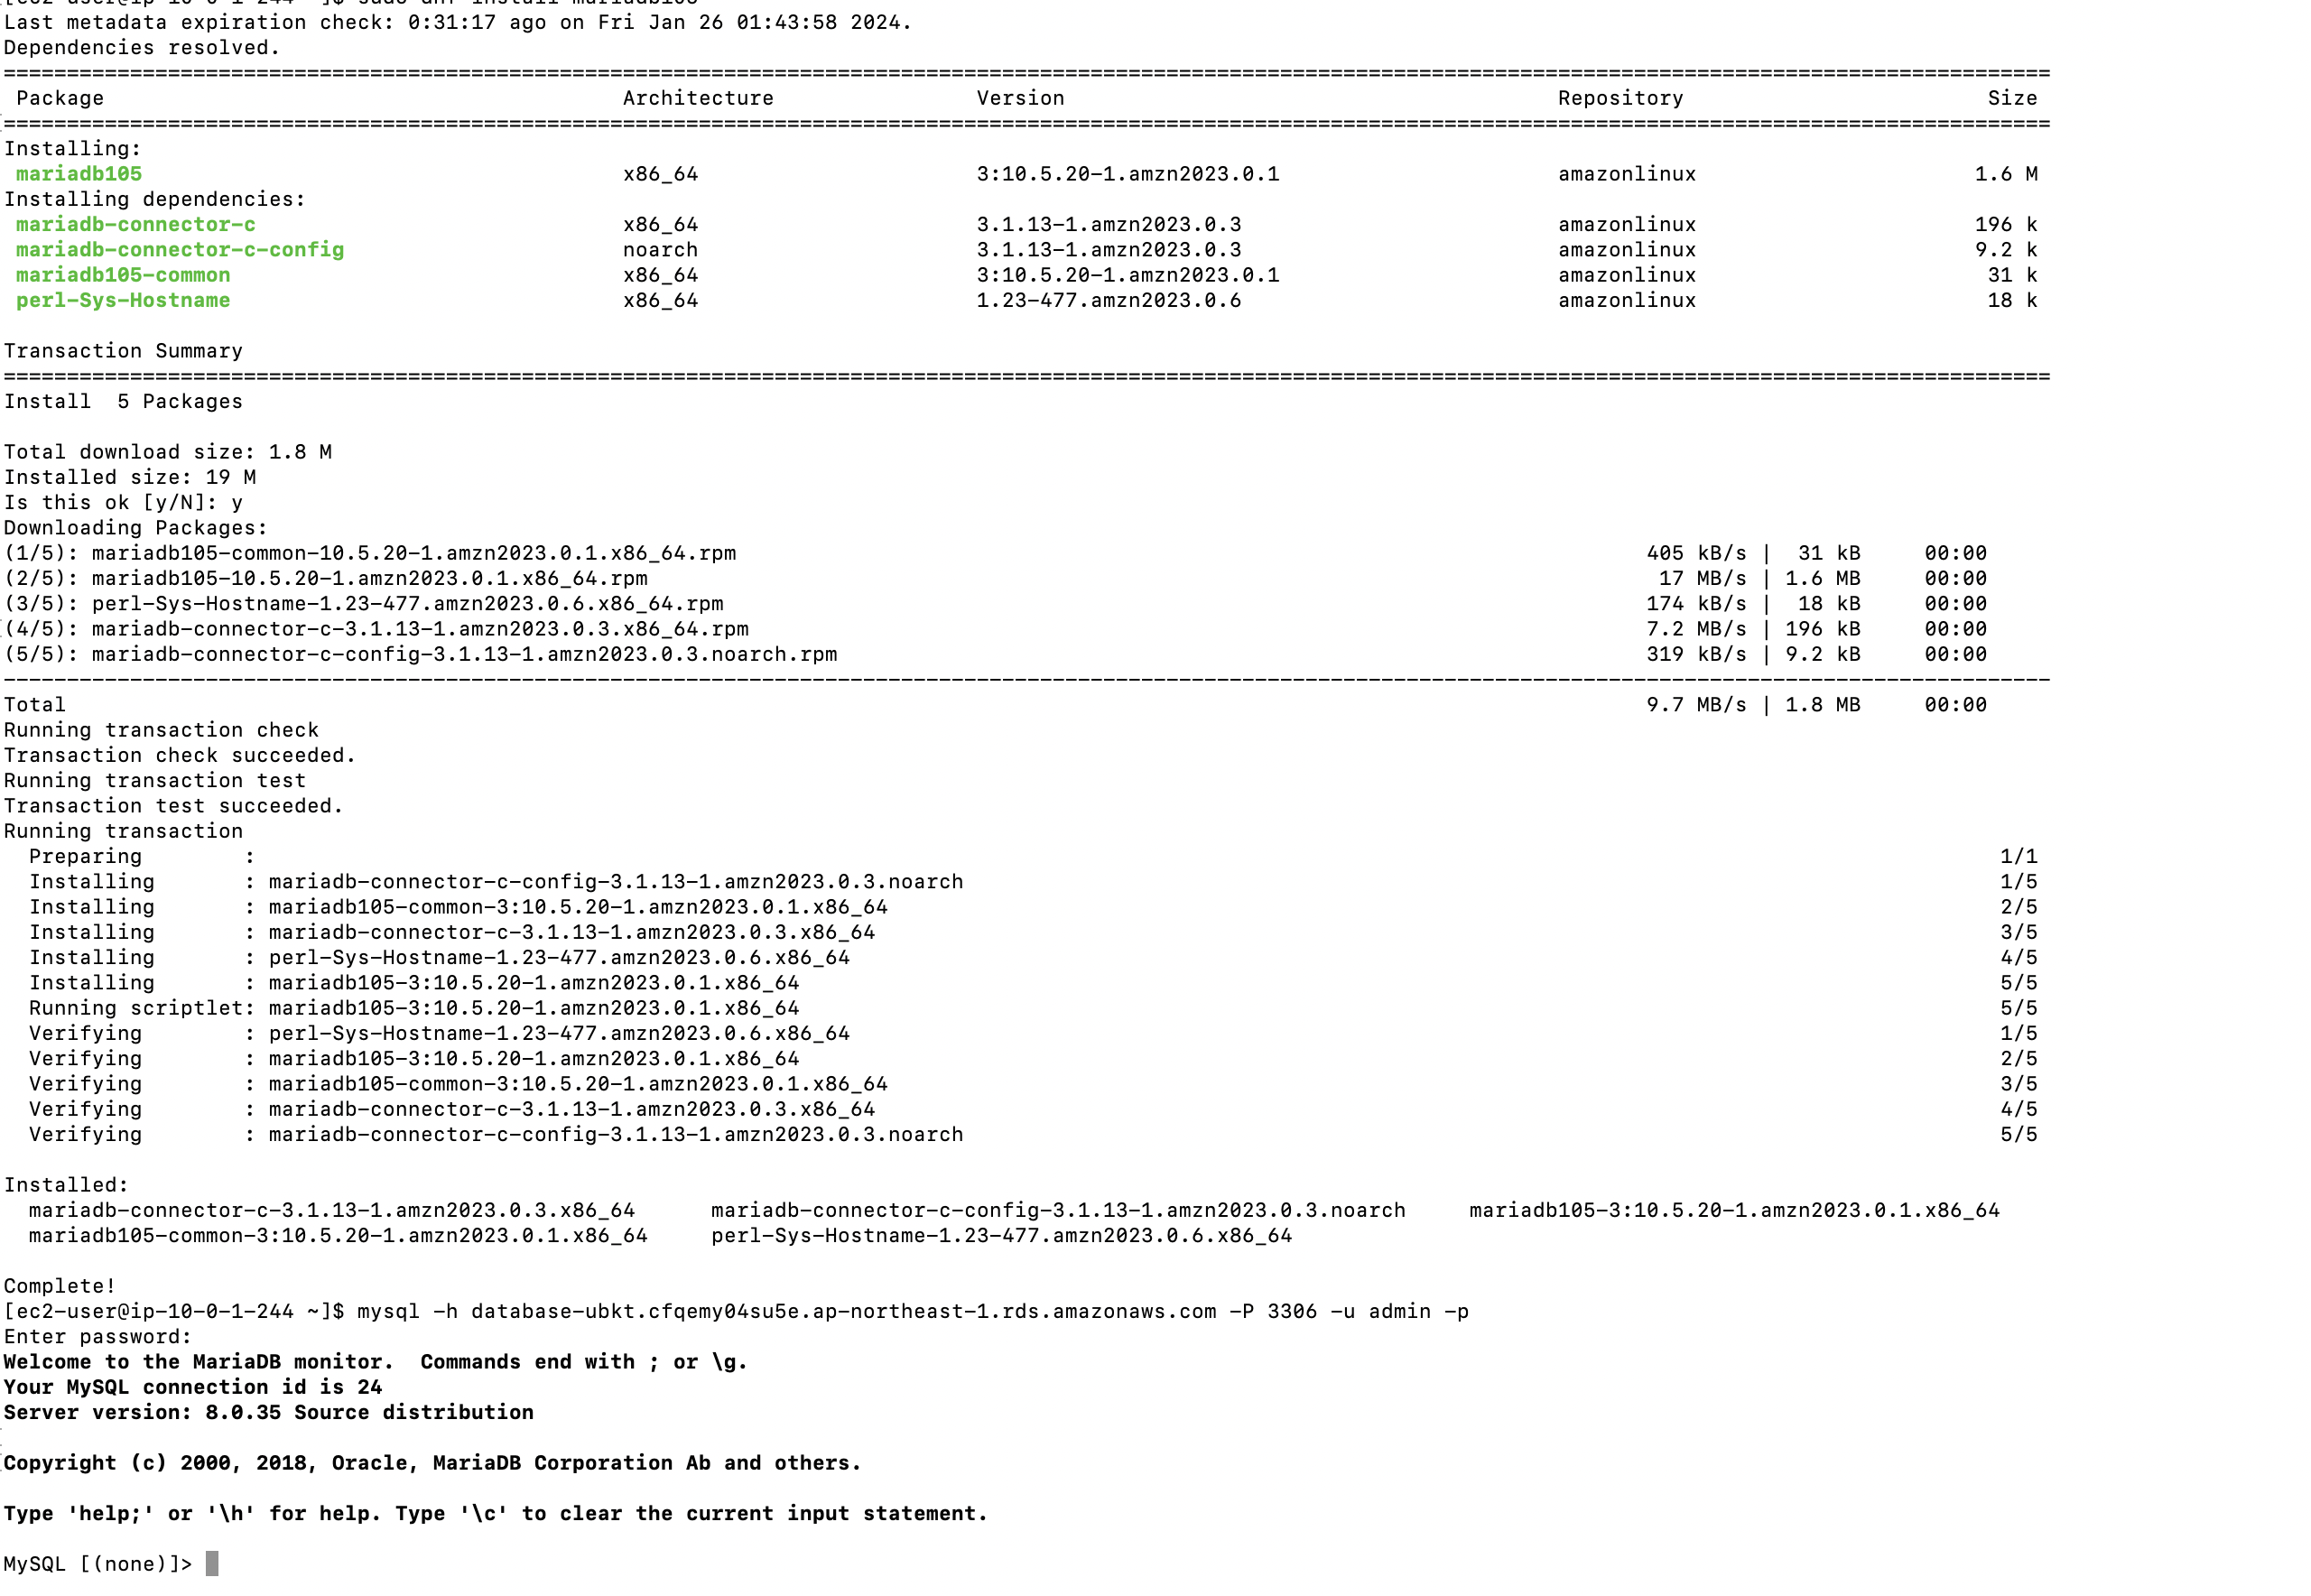 [ec2-user@ip-10-0-1-244 ~]$ sudo dnf install mariadb105
Last metadata expiration check: 0:31:17 ago on Fri Jan 26 01:43:58 2024.
Dependencies resolved.
================================================================================
Package Architecture Version Repository Size
================================================================================
Installing:
mariadb105 x86_64 3:10.5.20-1.amzn2023.0.1 amazonlinux 1.6 M
Installing dependencies:
mariadb-connector-c x86_64 3.1.13-1.amzn2023.0.3 amazonlinux 196 k
mariadb-connector-c-config noarch 3.1.13-1.amzn2023.0.3 amazonlinux 9.2 k
mariadb105-common x86_64 3:10.5.20-1.amzn2023.0.1 amazonlinux 31 k
perl-Sys-Hostname x86_64 1.23-477.amzn2023.0.6 amazonlinux 18 k
Transaction Summary
================================================================================
Install  5 Packages
Total download size: 1.8 M
Installed size: 19 M
Is this ok [y/N]: y
Downloading Packages:
(1/5): mariadb105-common-10.5.20-1.amzn2023.0.1.x86_64.rpm 405 kB/s |  31 kB 00:00
(2/5): mariadb105-10.5.20-1.amzn2023.0.1.x86_64.rpm 17 MB/s | 1.6 MB 00:00
(3/5): perl-Sys-Hostname-1.23-477.amzn2023.0.6.x86_64.rpm 174 kB/s |  18 kB 00:00
(4/5): mariadb-connector-c-3.1.13-1.amzn2023.0.3.x86_64.rpm 7.2 MB/s | 196 kB 00:00
(5/5): mariadb-connector-c-config-3.1.13-1.amzn2023.0.3.noarch.rpm 319 kB/s | 9.2 kB 00:00
--------------------------------------------------------------------------------
Total 9.7 MB/s | 1.8 MB 00:00
Running transaction check
Transaction check succeeded.
Running transaction test
Transaction test succeeded.
Running transaction
Preparing : 1/1
Installing : mariadb-connector-c-config-3.1.13-1.amzn2023.0.3.noarch 1/5
Installing : mariadb105-common-3:10.5.20-1.amzn2023.0.1.x86_64 2/5
Installing : mariadb-connector-c-3.1.13-1.amzn2023.0.3.x86_64 3/5
Installing : perl-Sys-Hostname-1.23-477.amzn2023.0.6.x86_64 4/5
Installing : mariadb105-3:10.5.20-1.amzn2023.0.1.x86_64 5/5
Running scriptlet: mariadb105-3:10.5.20-1.amzn2023.0.1.x86_64 5/5
Verifying : perl-Sys-Hostname-1.23-477.amzn2023.0.6.x86_64 1/5
Verifying : mariadb105-3:10.5.20-1.amzn2023.0.1.x86_64 2/5
Verifying : mariadb105-common-3:10.5.20-1.amzn2023.0.1.x86_64 3/5
Verifying : mariadb-connector-c-3.1.13-1.amzn2023.0.3.x86_64 4/5
Verifying : mariadb-connector-c-config-3.1.13-1.amzn2023.0.3.noarch 5/5
Installed:
mariadb-connector-c-3.1.13-1.amzn2023.0.3.x86_64 mariadb-connector-c-config-3.1.13-1.amzn2023.0.3.noarch mariadb105-3:10.5.20-1.amzn2023.0.1.x86_64
mariadb105-common-3:10.5.20-1.amzn2023.0.1.x86_64 perl-Sys-Hostname-1.23-477.amzn2023.0.6.x86_64
Complete!
[ec2-user@ip-10-0-1-244 ~]$ mysql -h database-ubkt.cfqemy04su5e.ap-northeast-1.rds.amazonaws.com -P 3306 -u admin -p
Enter password:
Welcome to the MariaDB monitor.  Commands end with ; or \g.
Your MySQL connection id is 24
Server version: 8.0.35 Source distribution
Copyright (c) 2000, 2018, Oracle, MariaDB Corporation Ab and others.
Type 'help;' or '\h' for help. Type '\c' to clear the current input statement.
MySQL [(none)]>